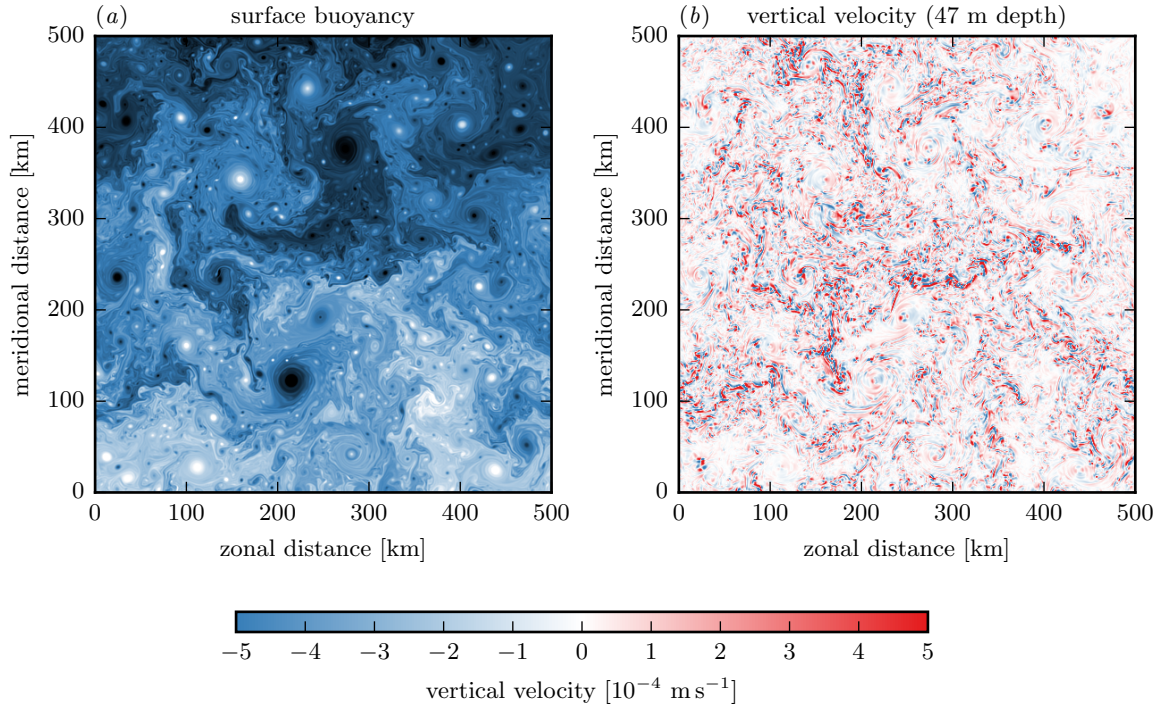 (a) surface buoyancy
(b) vertical velocity (47 m depth)
500
400
300
200
100
0
meridional distance [km]
0 100 200 300 400 500
zonal distance [km]
500
400
300
200
100
0
meridional distance [km]
0 100 200 300 400 500
zonal distance [km]
−5 −4 −3 −2 −1 0 1 2 3 4 5
vertical velocity [10⁻⁴ m s⁻¹]